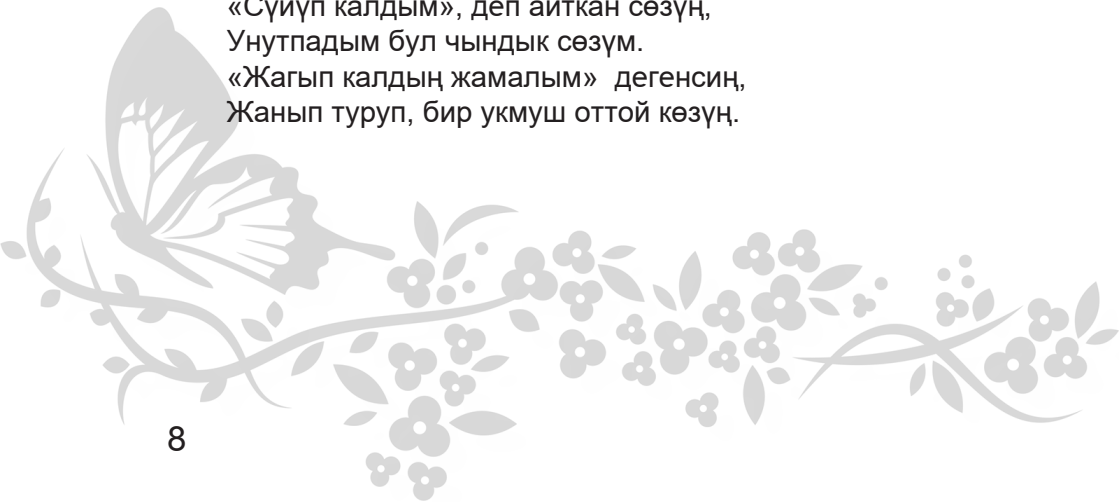 «Сүйүп калдым», деп айткан сөзүң,
Унутпадым бул чындык сөзүм.
«Жагып калдың жамалым» дегенсиң,
Жанып туруп, бир укмуш оттой көзүң.
8